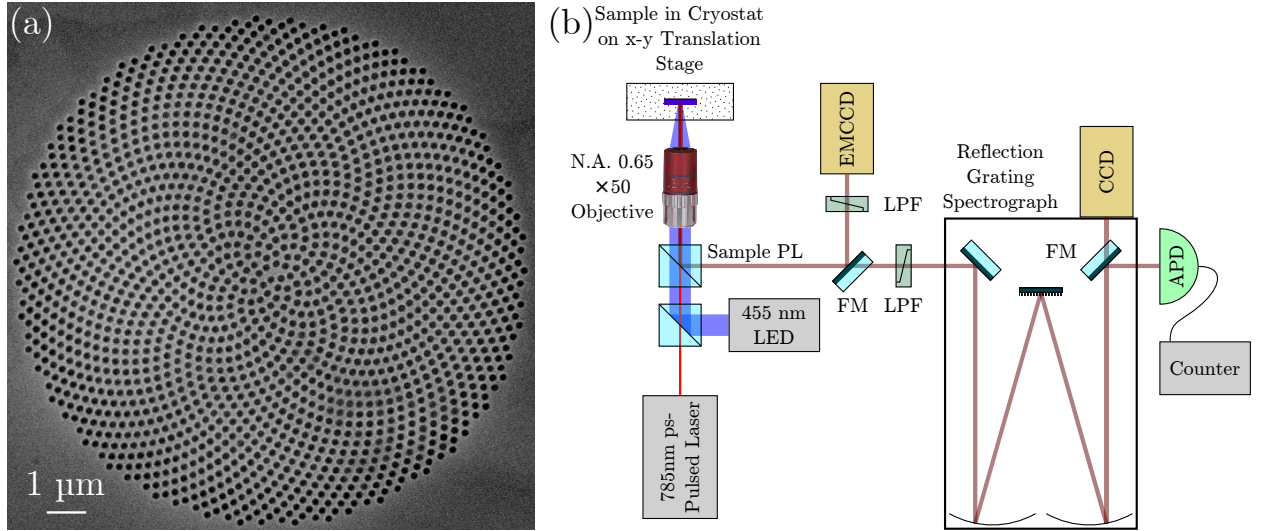 (a)
1 µm
(b)
Sample in Cryostat
on x-y Translation
Stage
N.A. 0.65
×50
Objective
EMCCD
LPF
Sample PL
FM
LPF
455 nm
LED
785nm ps-
Pulsed Laser
Reflection
Grating
Spectrograph
CCD
FM
APD
Counter